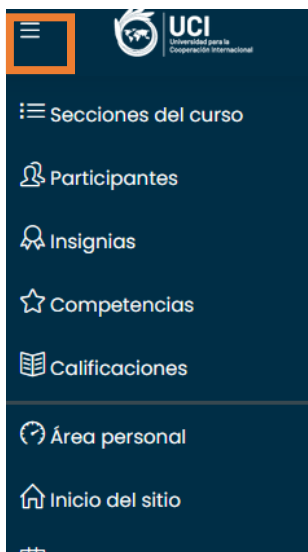 UCI
Universidad para la
Cooperación Internacional
Secciones del curso
Participantes
Insignias
Competencias
Calificaciones
Área personal
Inicio del sitio